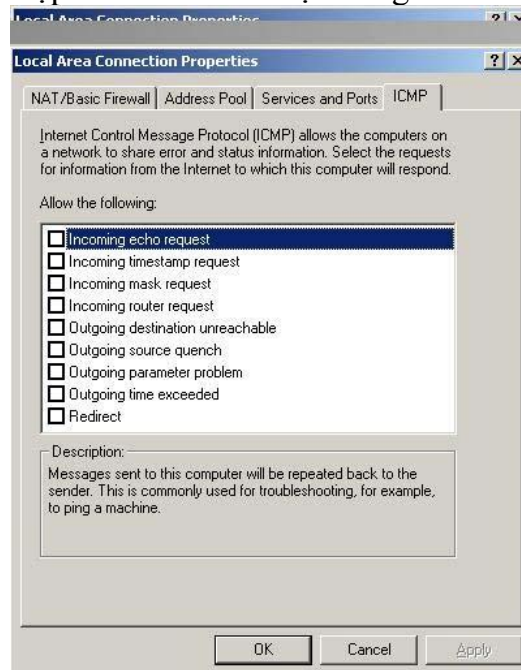 Local Area Connection Properties
Local Area Connection Properties
NAT/Basic Firewall Address Pool Services and Ports ICMP
Internet Control Message Protocol (ICMP) allows the computers on
a network to share error and status information. Select the requests
for information from the Internet to which this computer will respond.
Allow the following:
Incoming echo request
Incoming timestamp request
Incoming mask request
Incoming router request
Outgoing destination unreachable
Outgoing source quench
Outgoing parameter problem
Outgoing time exceeded
Redirect
Description:
Messages sent to this computer will be repeated back to the
sender. This is commonly used for troubleshooting, for example,
to ping a machine.
OK Cancel Apply